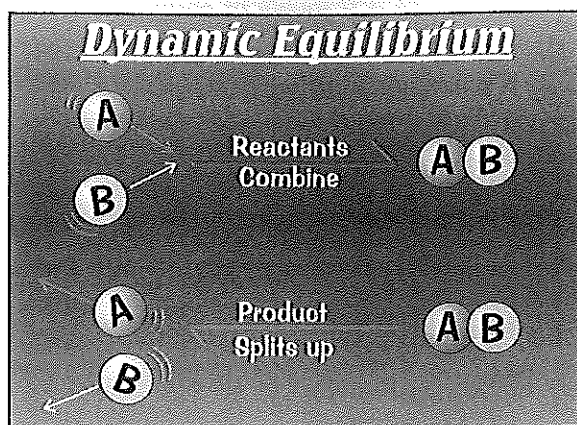 Dynamic Equilibrium
A
B
Reactants
Combine
A B
A
B
Product
Splits up
A B